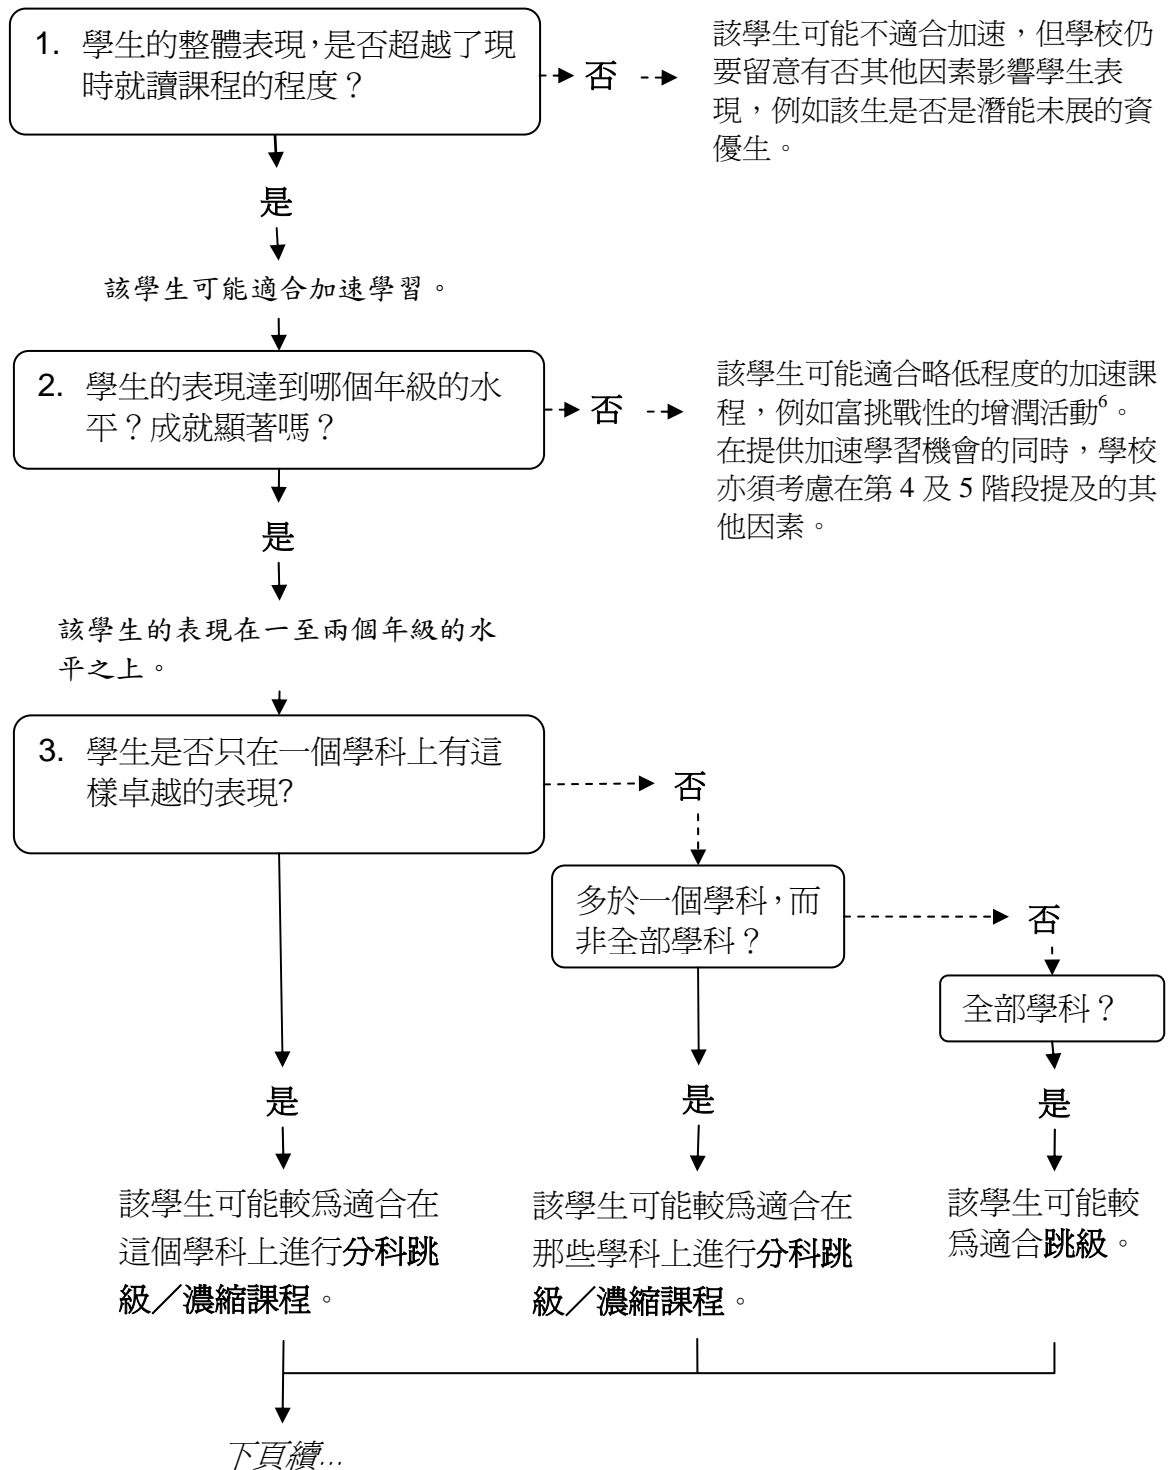 1. 學生的整體表現,是否超越了現
時就讀課程的程度？
否
該學生可能不適合加速，但學校仍
要留意有否其他因素影響學生表
現，例如該生是否是潛能未展的資
優生。
是
該學生可能適合加速學習。
2. 學生的表現達到哪個年級的水
平？成就顯著嗎？
否
該學生可能適合略低程度的加速課
程，例如富挑戰性的增潤活動⁶。
在提供加速學習機會的同時，學校
亦須考慮在第 4 及 5 階段提及的其
他因素。
是
該學生的表現在一至兩個年級的水
平之上。
3. 學生是否只在一個學科上有這
樣卓越的表現?
否
多於一個學科,而
非全部學科？
否
全部學科？
是
是
是
該學生可能較爲適合在
這個學科上進行分科跳
級／濃縮課程。
該學生可能較爲適合在
那些學科上進行分科跳
級／濃縮課程。
該學生可能較
爲適合跳級。
下頁續...